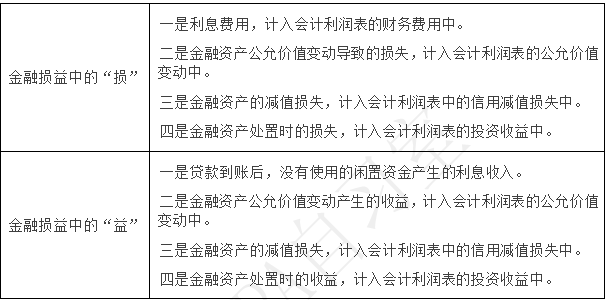 金融损益中的“损”
一是利息费用，计入会计利润表的财务费用中。
二是金融资产公允价值变动导致的损失，计入会计利润表的公允价值
变动中。
三是金融资产的减值损失，计入会计利润表中的信用减值损失中。
四是金融资产处置时的损失，计入会计利润表的投资收益中。
金融损益中的“益”
一是贷款到账后，没有使用的闲置资金产生的利息收入。
二是金融资产公允价值变动产生的收益，计入会计利润表的公允价值
变动中。
三是金融资产的减值损失，计入会计利润表中的信用减值损失中。
四是金融资产处置时的收益，计入会计利润表的投资收益中。